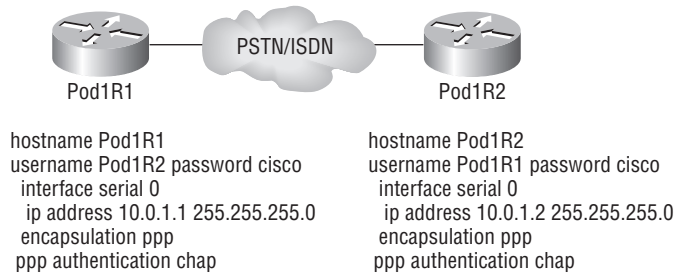 PSTN/ISDN
Pod1R1
Pod1R2
hostname Pod1R1
username Pod1R2 password cisco
interface serial 0
ip address 10.0.1.1 255.255.255.0
encapsulation ppp
ppp authentication chap
hostname Pod1R2
username Pod1R1 password cisco
interface serial 0
ip address 10.0.1.2 255.255.255.0
encapsulation ppp
ppp authentication chap